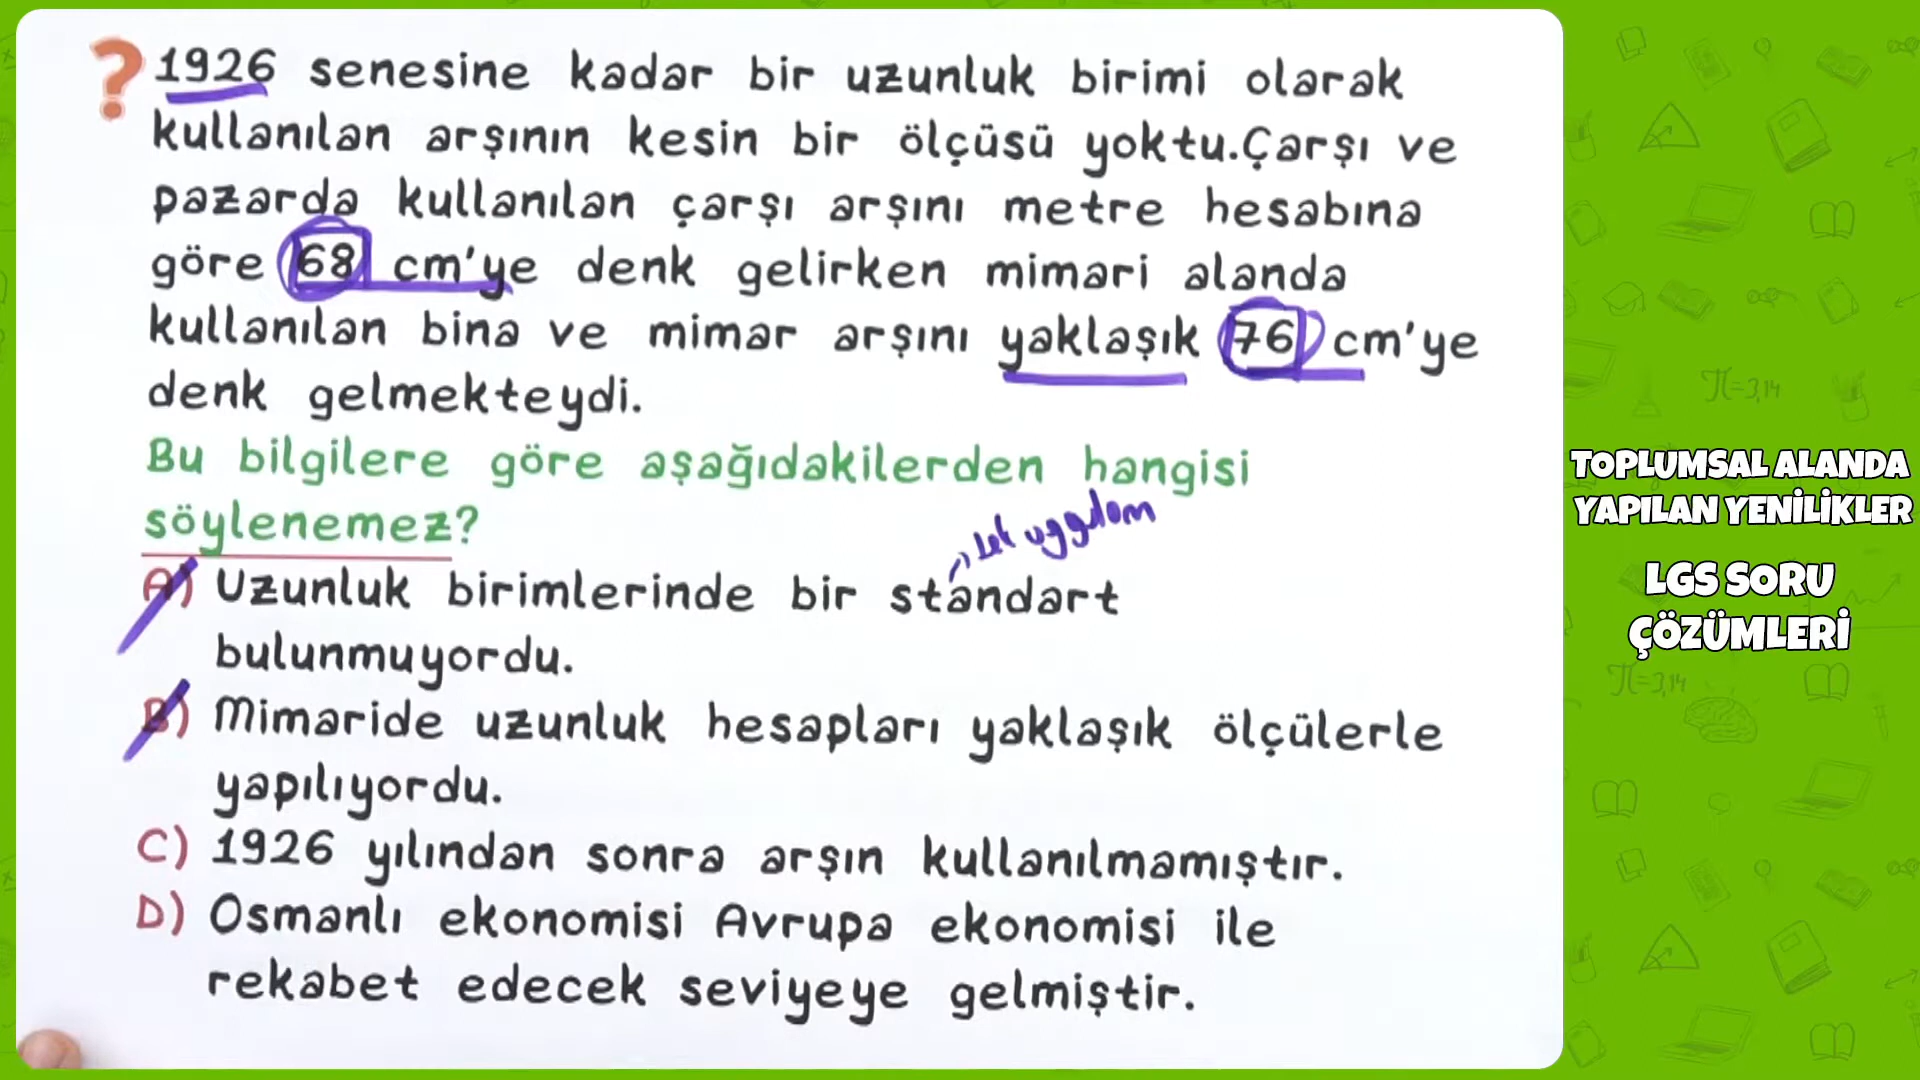 1926 senesine kadar bir uzunluk birimi olarak
kullanılan arşının kesin bir ölçüsü yoktu.Çarşı ve
pazarda kullanılan çarşı arşını metre hesabına
göre 68 cm'ye denk gelirken mimari alanda
kullanılan bina ve mimar arşını yaklaşık 76 cm'ye
denk gelmekteydi.
Bu bilgilere göre aşağıdakilerden hangisi
söylenemez?
A) Uzunluk birimlerinde bir standart
bulunmuyordu.
B) Mimaride uzunluk hesapları yaklaşık ölçülerle
yapılıyordu.
C) 1926 yılından sonra arşın kullanılmamıştır.
D) Osmanlı ekonomisi Avrupa ekonomisi ile
rekabet edecek seviyeye gelmiştir.
TOPLUMSAL ALANDA
YAPILAN YENİLİKLER
LGS SORU
ÇÖZÜMLERİ
π=3,14
π=3,14